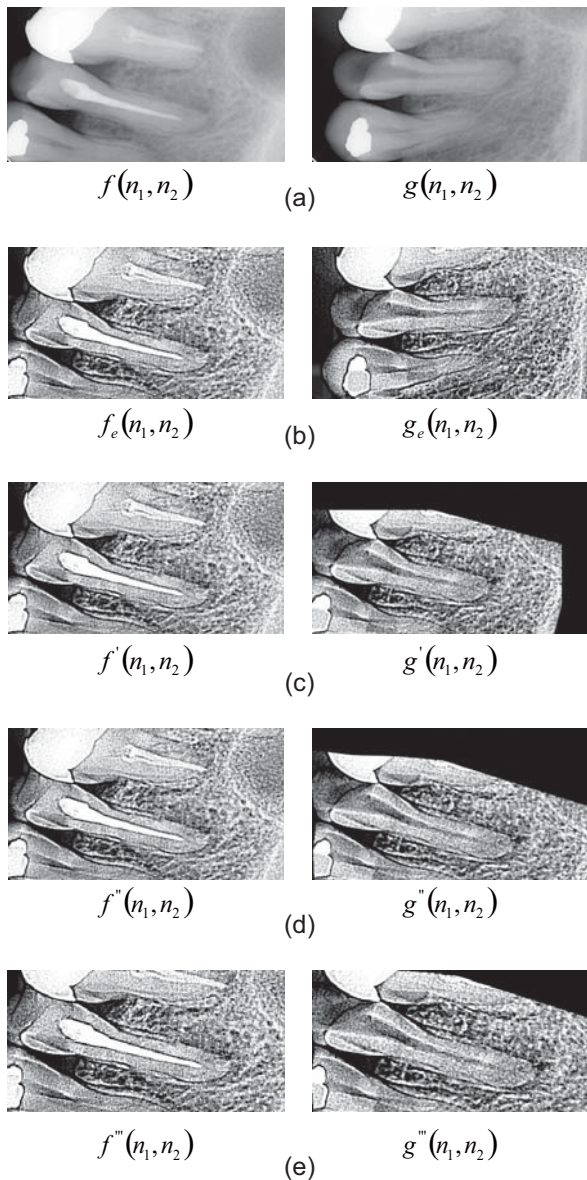 f(n₁,n₂) g(n₁,n₂)
(a)
fₑ(n₁,n₂) gₑ(n₁,n₂)
(b)
f'(n₁,n₂) g'(n₁,n₂)
(c)
f"(n₁,n₂) g"(n₁,n₂)
(d)
f'''(n₁,n₂) g'''(n₁,n₂)
(e)